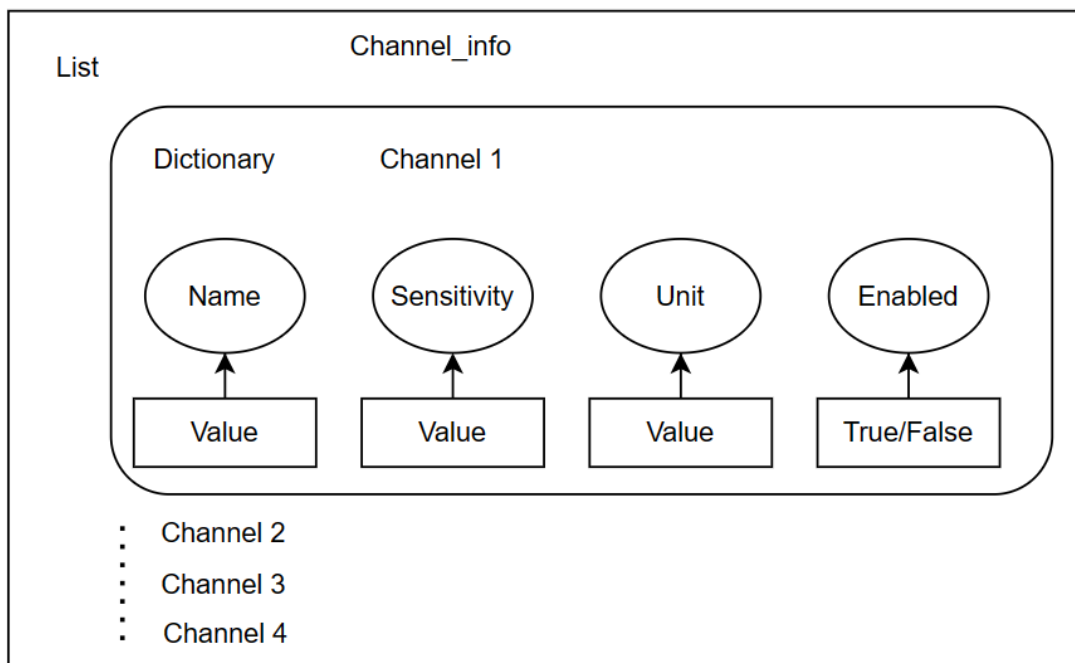 Channel_info
List
Dictionary
Channel 1
Name
Sensitivity
Unit
Enabled
Value
Value
Value
True/False
Channel 2
Channel 3
Channel 4